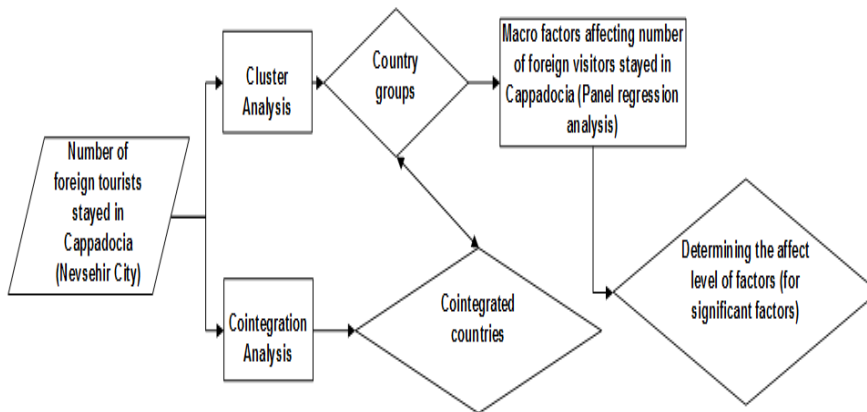 Number of
foreign tourists
stayed in
Cappadocia
(Nevsehir City)
Cluster
Analysis
Country
groups
Macro factors affecting number
of foreign visitors stayed in
Cappadocia (Panel regression
analysis)
Cointegration
Analysis
Cointegrated
countries
Determining the affect
level of factors (for
significant factors)